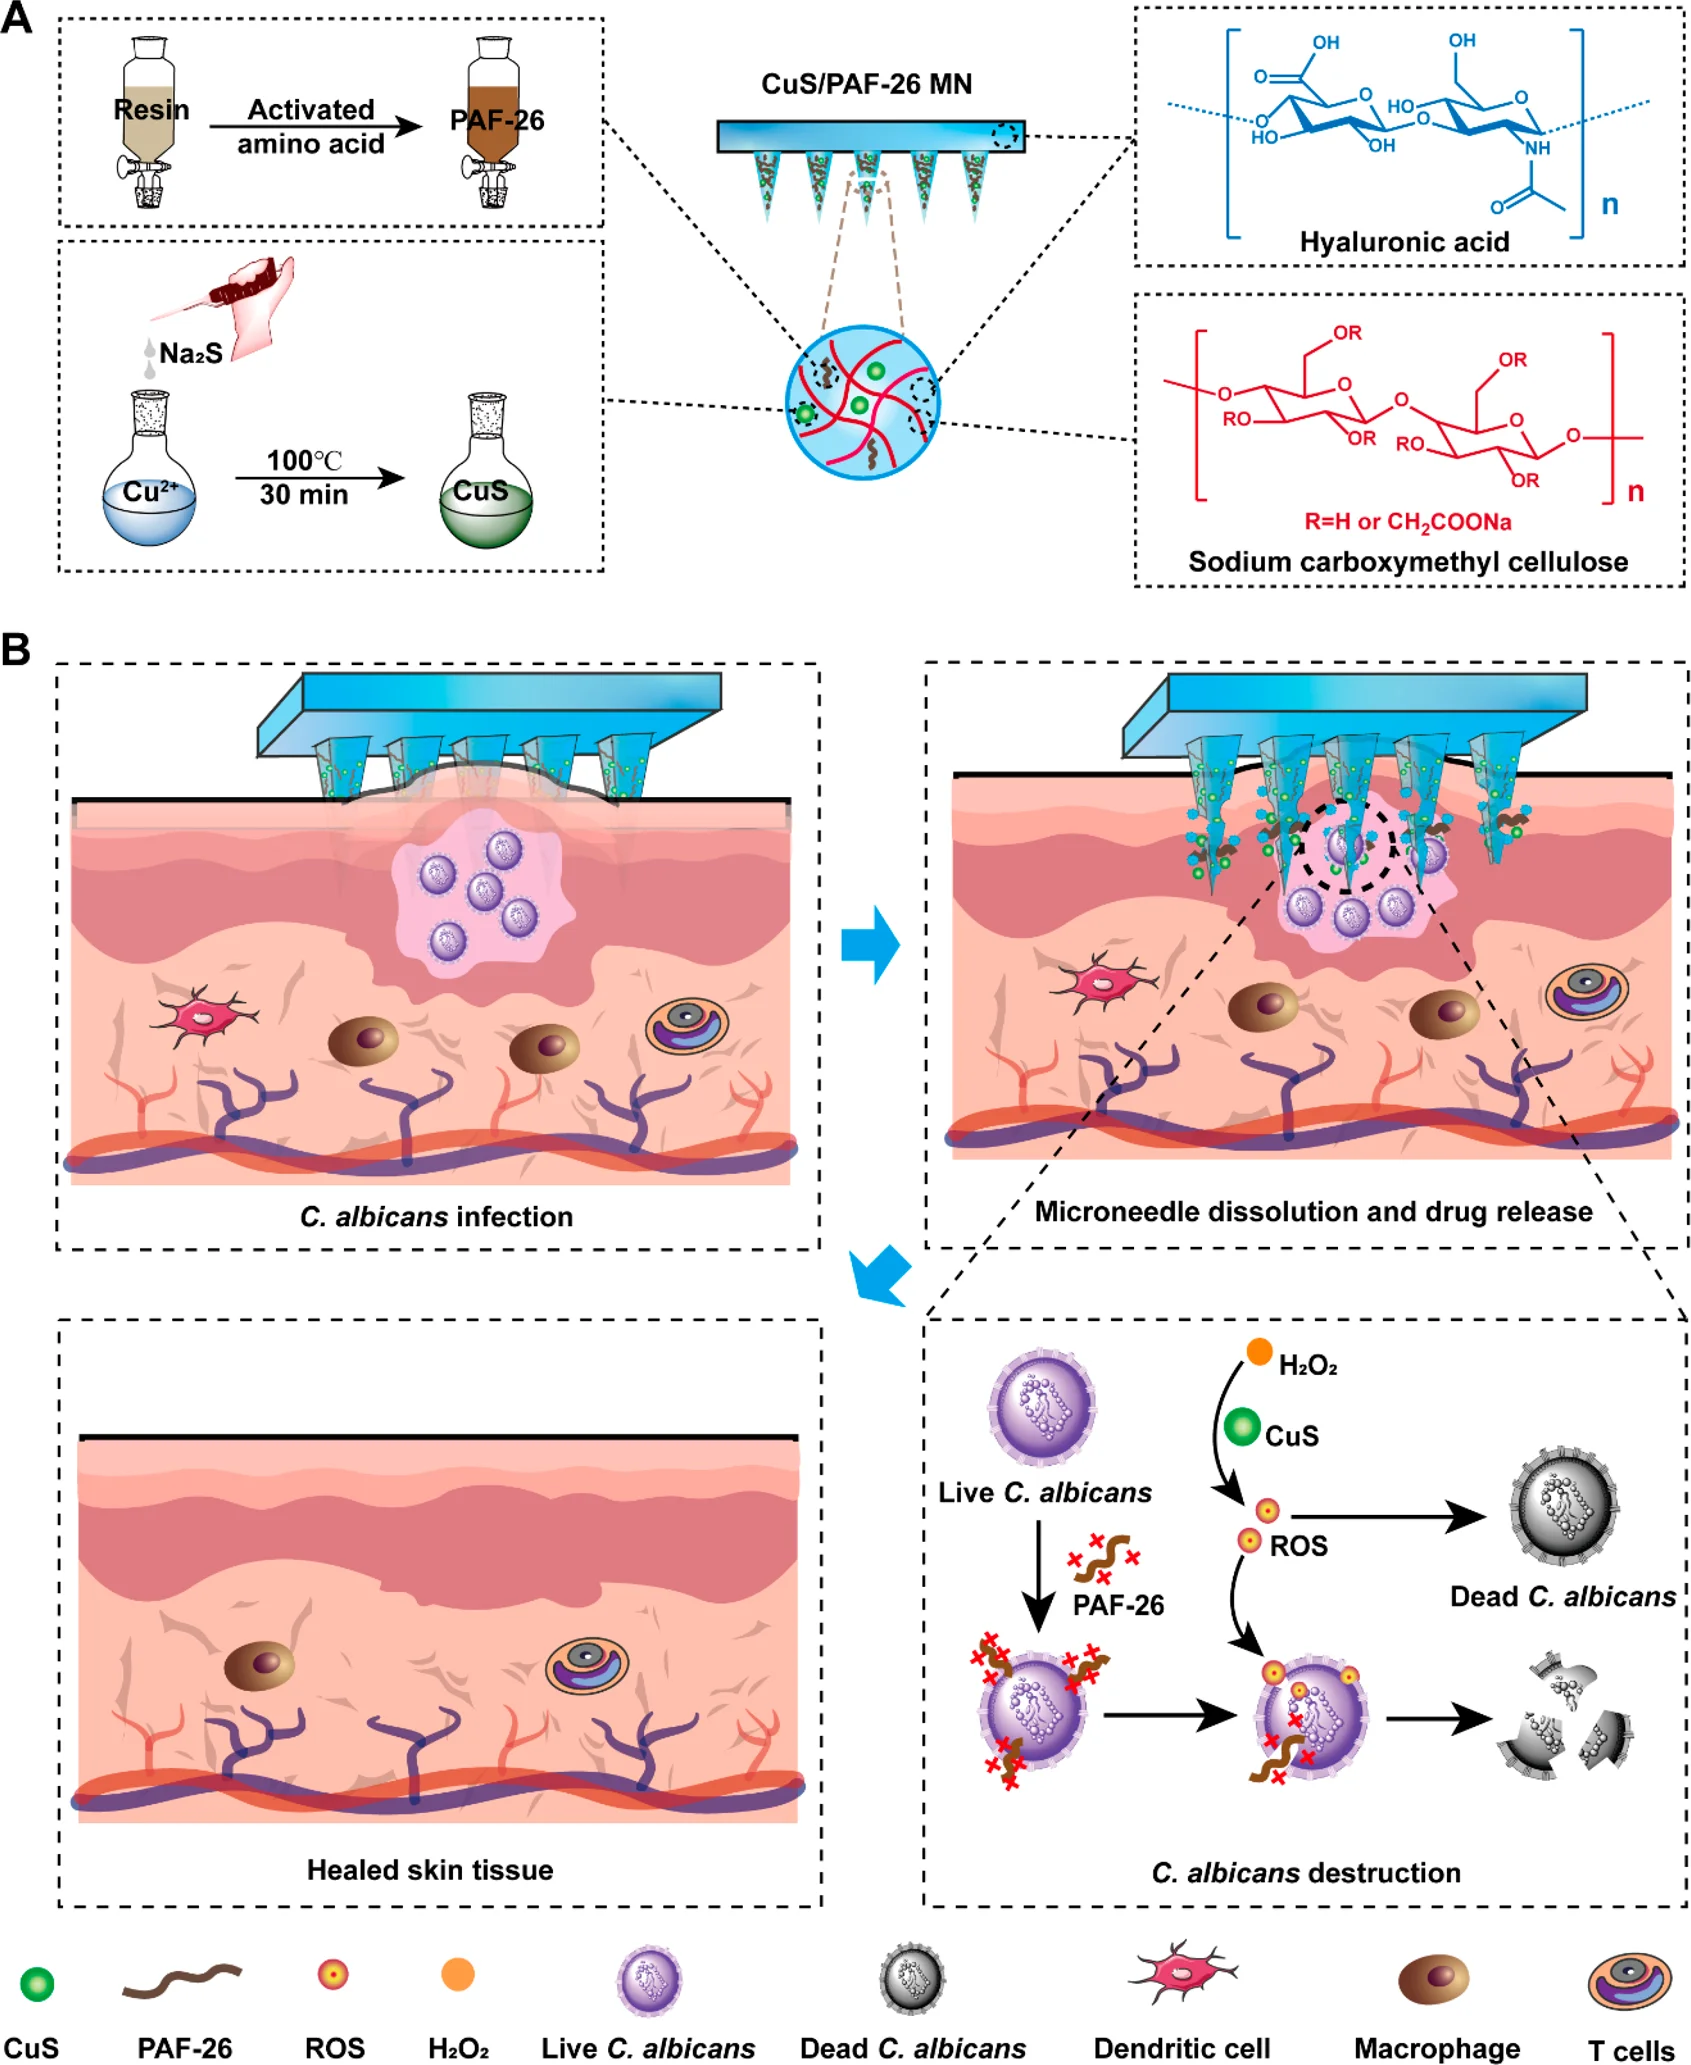 A
Resin
Activated
amino acid
PAF-26
Na₂S
Cu²⁺
100℃
30 min
CuS
CuS/PAF-26 MN
OH
O
O
O
HO
OH
OH
HO
O
O
NH
O
n
Hyaluronic acid
OR
O
O
RO
OR
O
OR
O
RO
OR
O
n
R=H or CH₂COONa
Sodium carboxymethyl cellulose
B
C. albicans infection
Microneedle dissolution and drug release
Healed skin tissue
H₂O₂
CuS
Live C. albicans
ROS
PAF-26
Dead C. albicans
C. albicans destruction
CuS
PAF-26
ROS
H₂O₂
Live C. albicans
Dead C. albicans
Dendritic cell
Macrophage
T cells